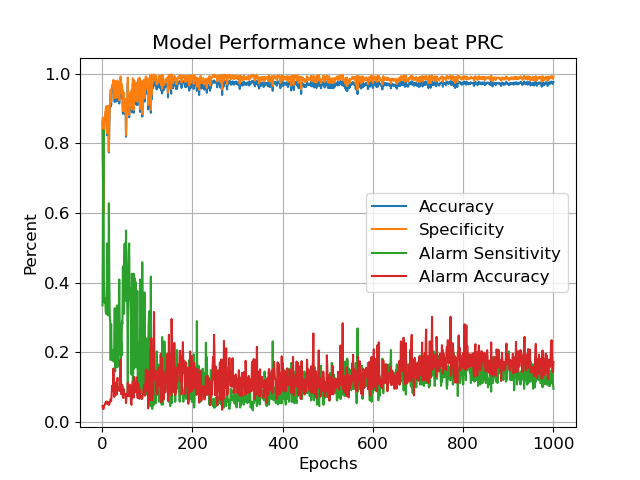 Model Performance when beat PRC
Percent
1.0
0.8
0.6
0.4
0.2
0.0
Accuracy
Specificity
Alarm Sensitivity
Alarm Accuracy
0 200 400 600 800 1000
Epochs